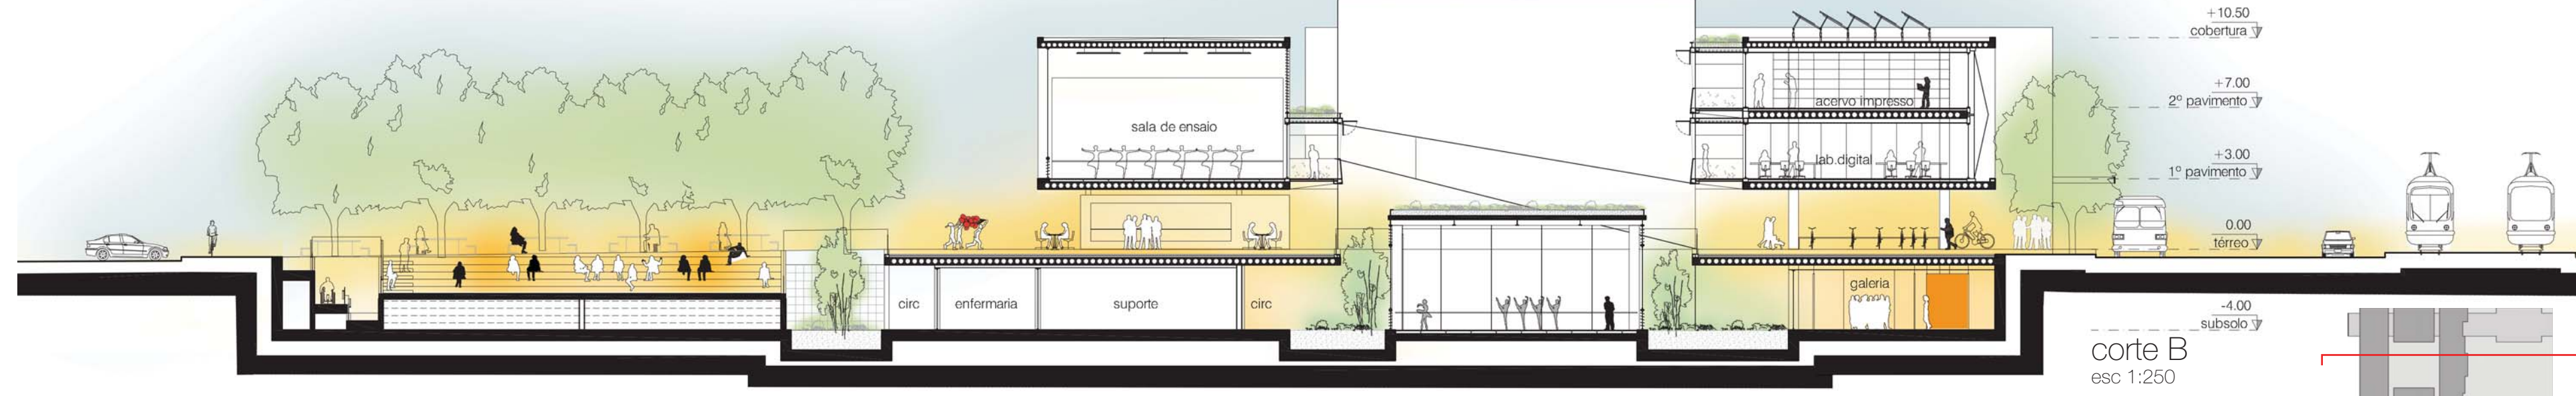 +10.50
cobertura
+7.00
acervo impresso
2º pavimento
sala de ensaio
+3.00
lab.digital
1º pavimento
0.00
térreo
galeria
circ
enfermaria
suporte
circ
-4.00
subsolo
corte B
esc 1:250